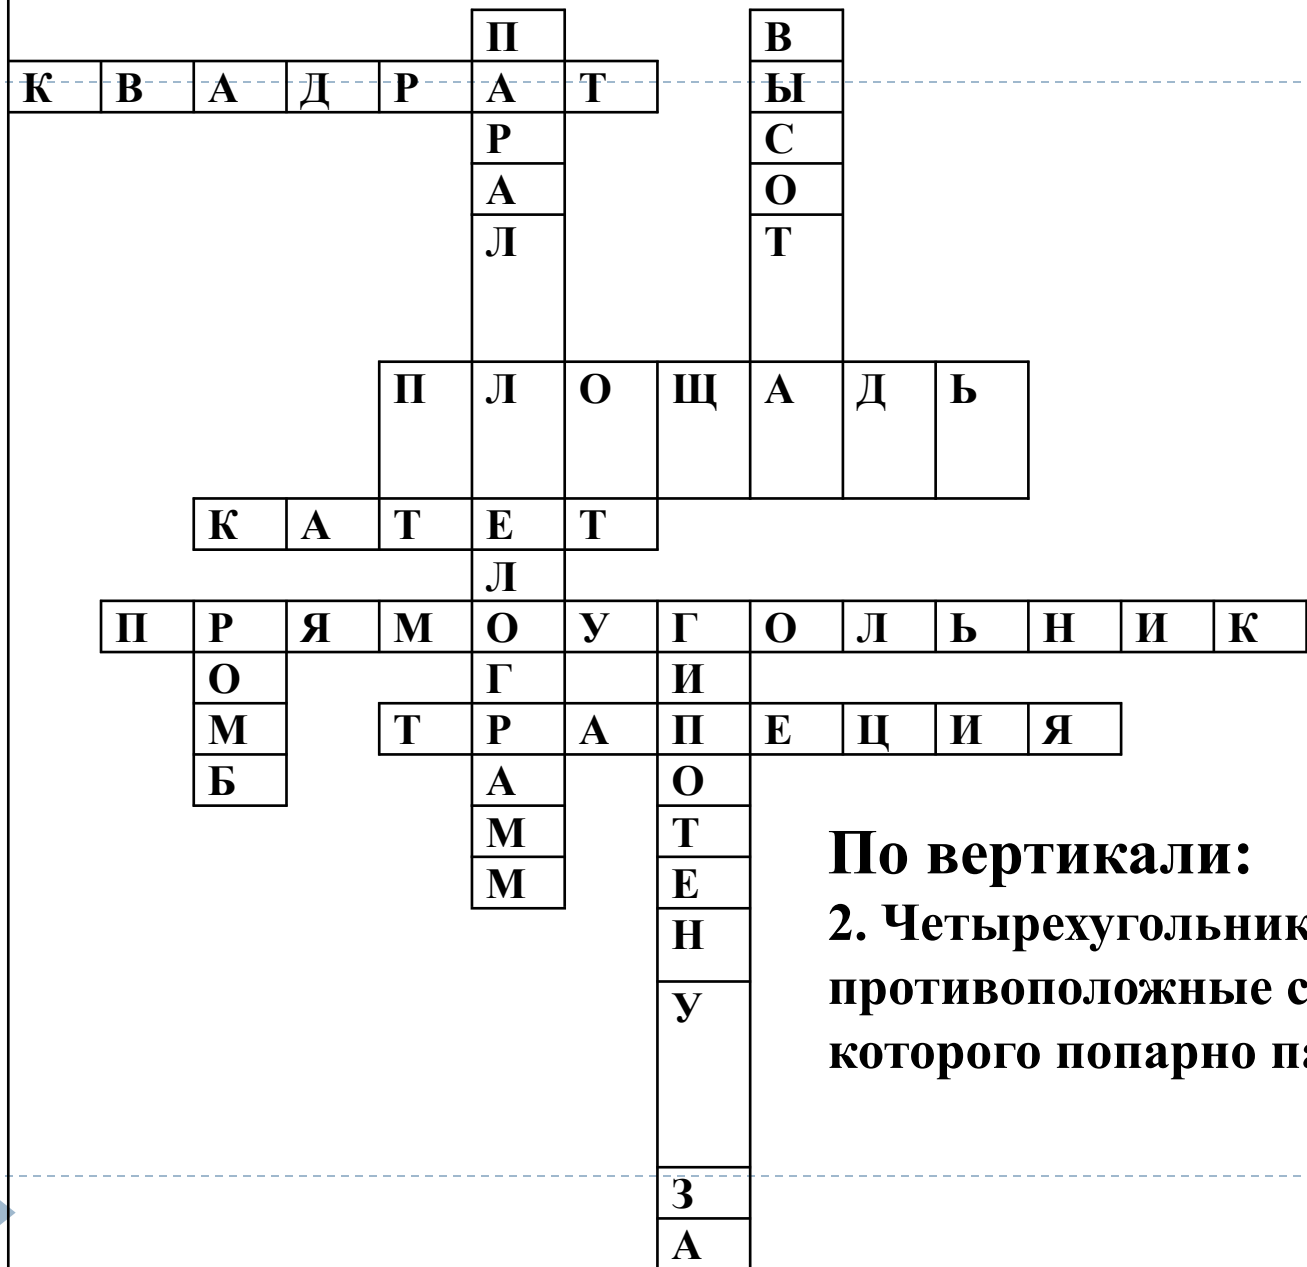 П В
К В А Д Р А Т Ы
Р С
А О
Л Т
П Л О Щ А Д Ь
К А Т Е Т
Л
П Р Я М О У Г О Л Ь Н И К
О Г И
М Т Р А П Е Ц И Я
Б А О
М Т
М Е
Н
У
З
А
По вертикали:
2. Четырехугольник
противоположные с
которого попарно па